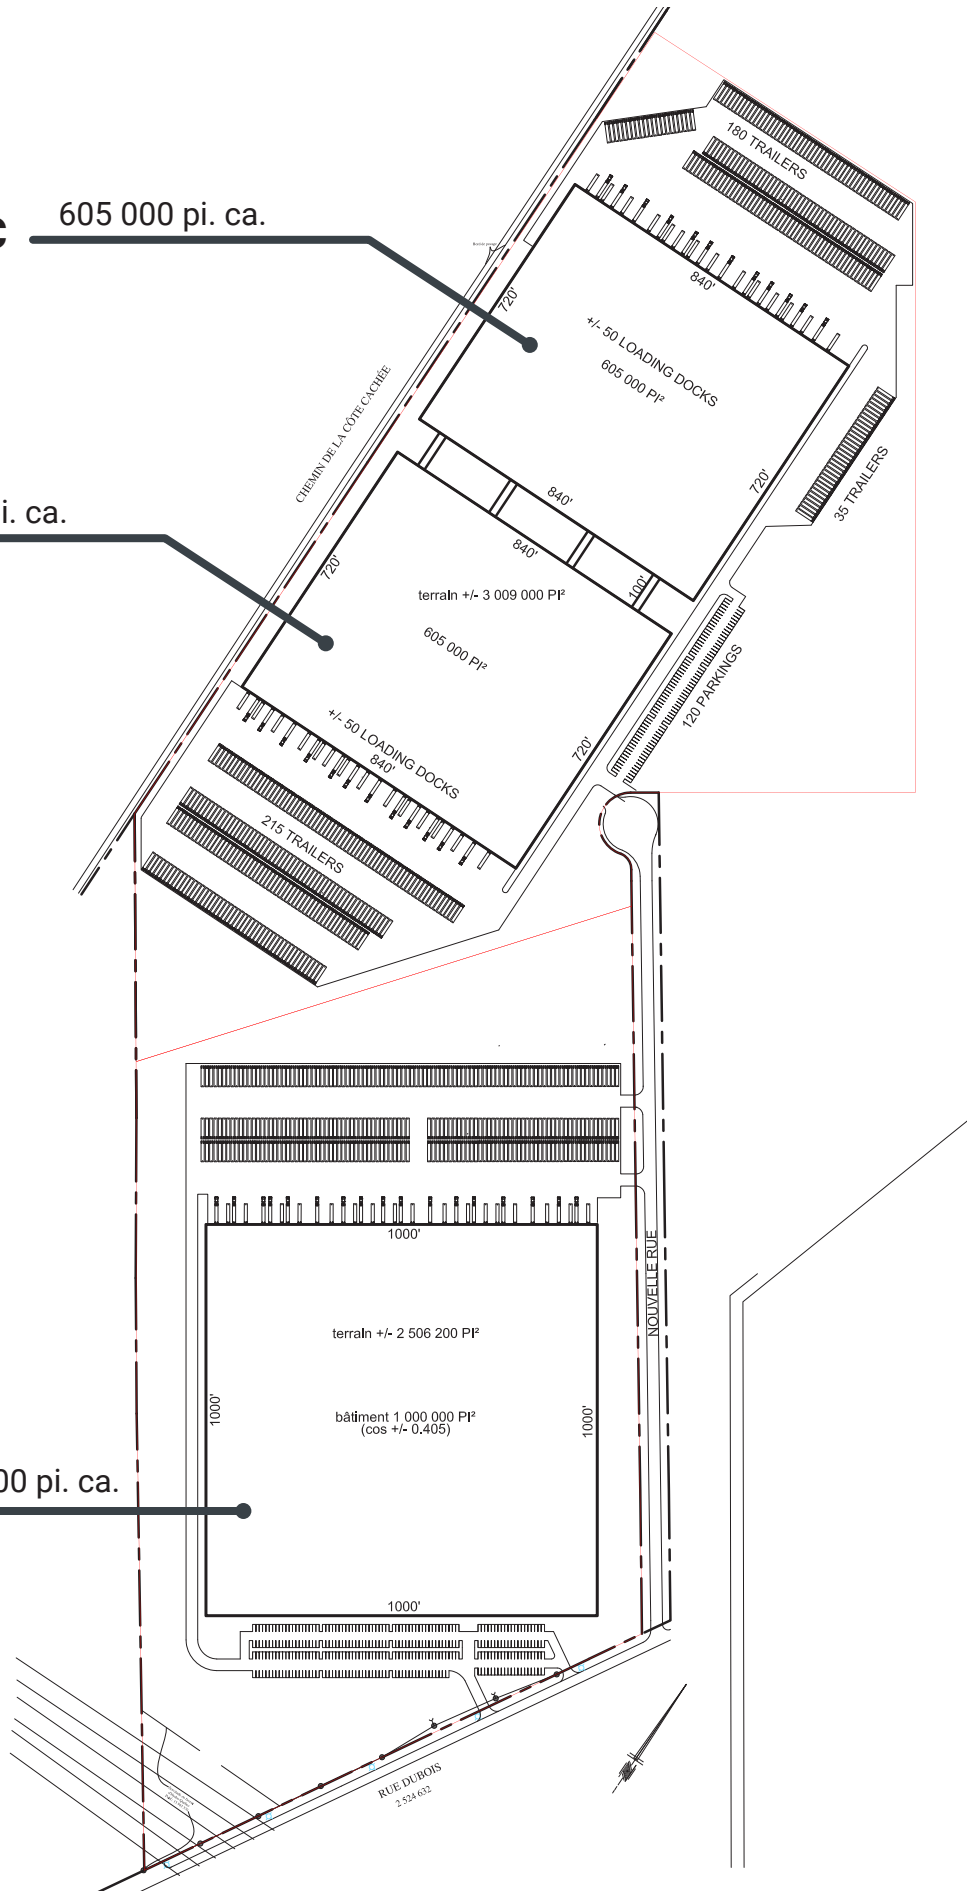 605 000 pi. ca.
180 TRAILERS
840'
720'
+/- 50 LOADING DOCKS
605 000 PI²
CHEMIN DE LA CÔTE CACHÉE
720'
35 TRAILERS
840'
i. ca.
840'
720'
100'
terrain +/- 3 009 000 PI²
605 000 PI²
120 PARKINGS
+/- 50 LOADING DOCKS
840'
720'
215 TRAILERS
1000'
NOUVELLE RUE
terrain +/- 2 506 200 PI²
1000'
1000'
bâtiment 1 000 000 PI²
(cos +/- 0.405)
00 pi. ca.
1000'
RUE DUBOIS
2 524 632